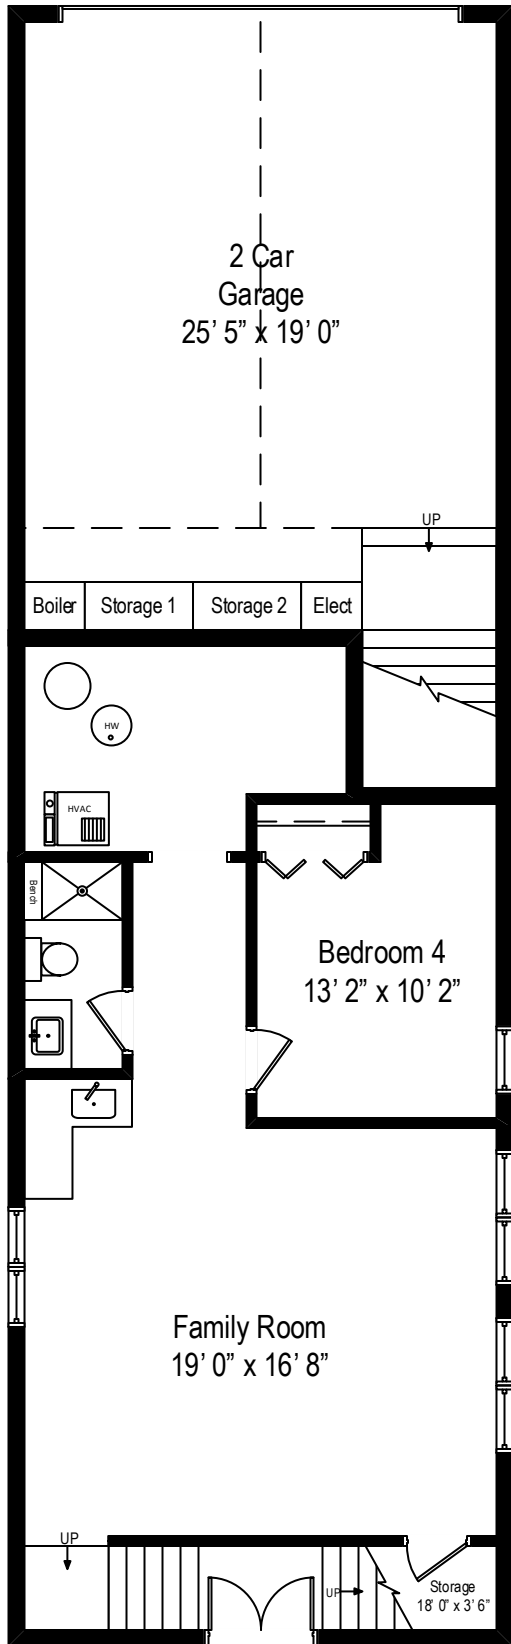 2 Car
Garage
25' 5" x 19' 0"
UP
Boiler
Storage 1
Storage 2
Elect
HW
HVAC
Bench
Bedroom 4
13' 2" x 10' 2"
Family Room
19' 0" x 16' 8"
UP
UP
Storage
18' 0" x 3' 6"